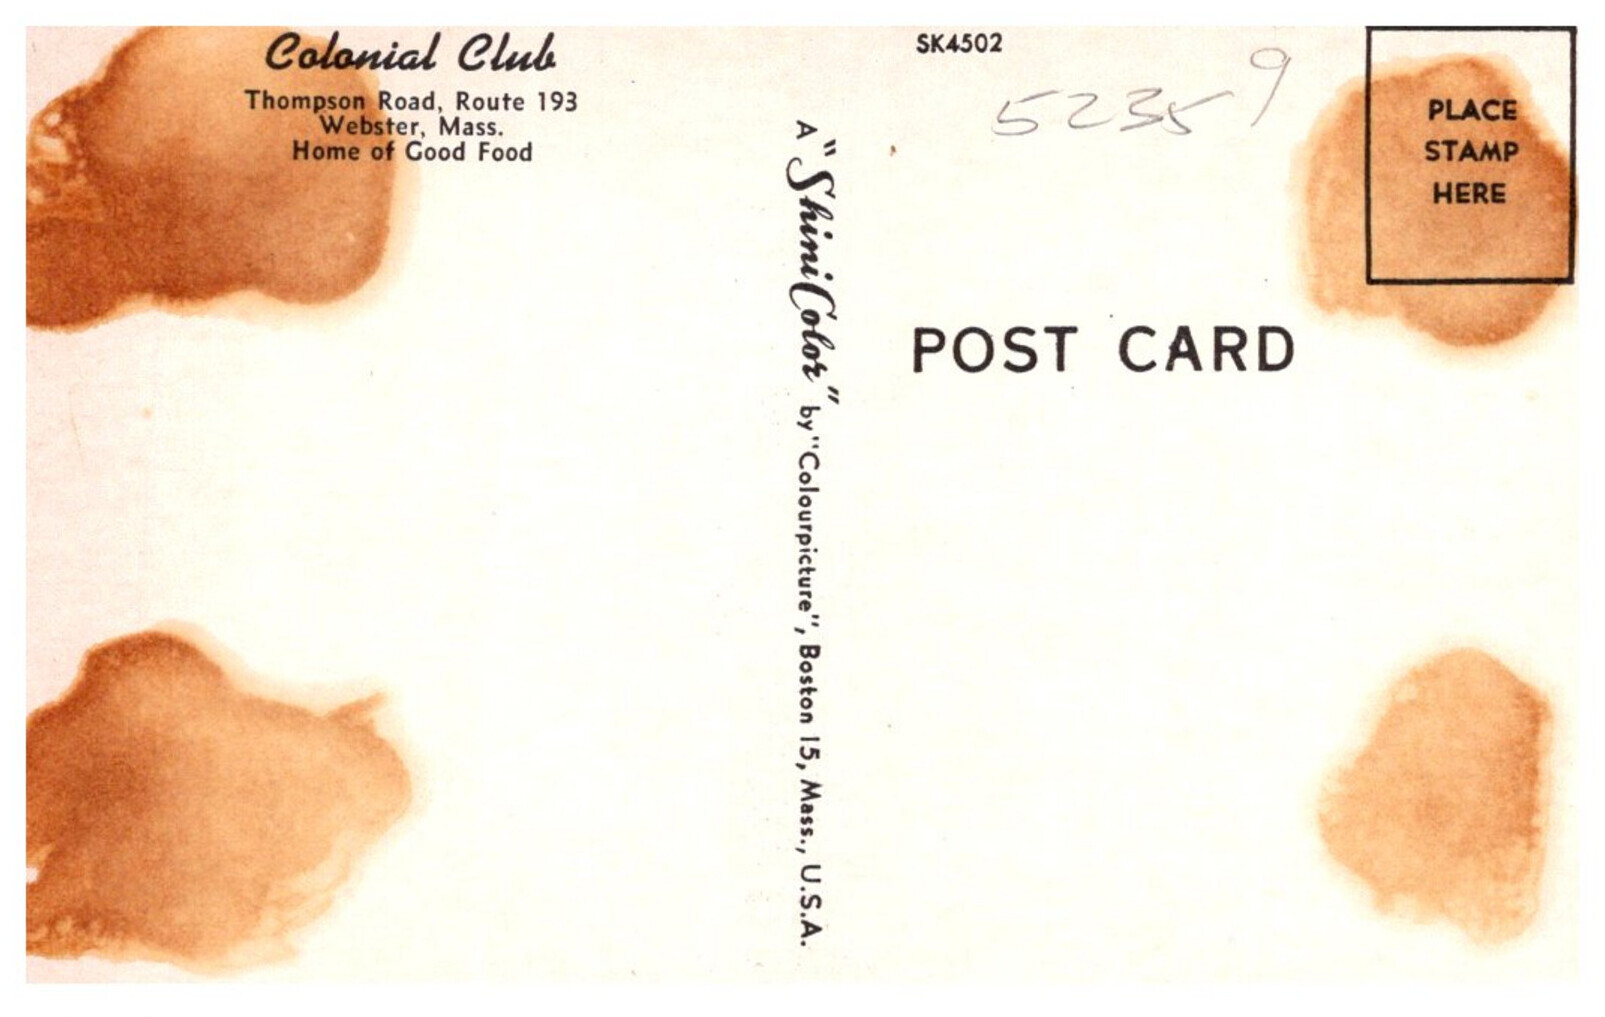 Colonial Club
Thompson Road, Route 193
Webster, Mass.
Home of Good Food
A "ShiniColor" by "Colourpicture", Boston 15, Mass., U.S.A.
SK4502
52359
PLACE
STAMP
HERE
POST CARD